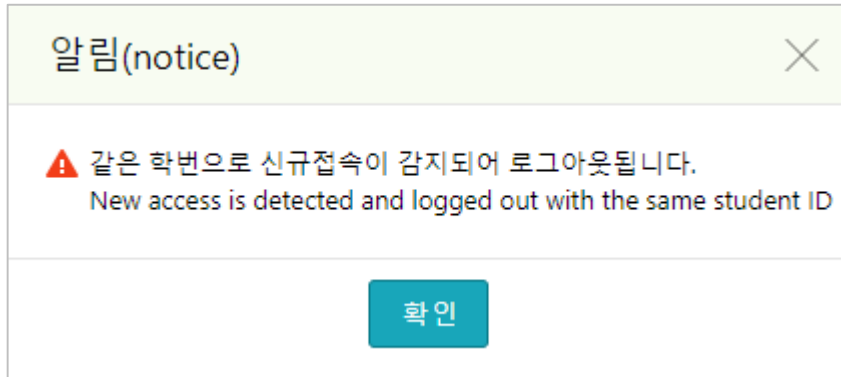 알림(notice)
같은 학번으로 신규접속이 감지되어 로그아웃됩니다.
New access is detected and logged out with the same student ID
확인